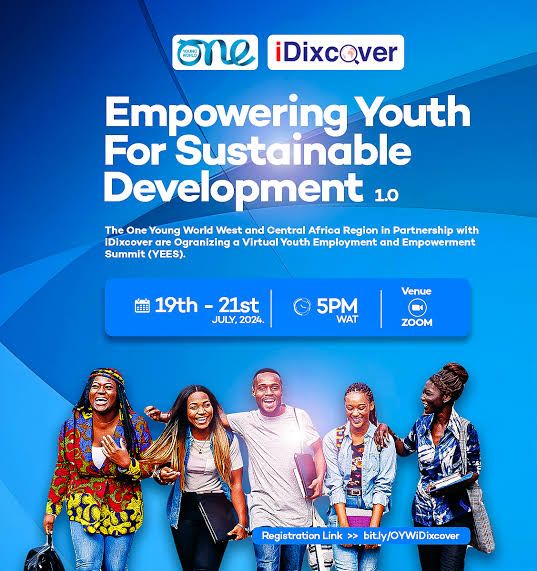 YOUNG WORLD one
iDixcover
Empowering Youth
For Sustainable
Development 1.0
The One Young World West and Central Africa Region in Partnership with
iDixcover are Ogranizing a Virtual Youth Employment and Empowerment
Summit (YEES).
19th - 21st
JULY, 2024.
5PM
WAT
Venue
ZOOM
Registration Link >> bit.ly/OYWiDixcover